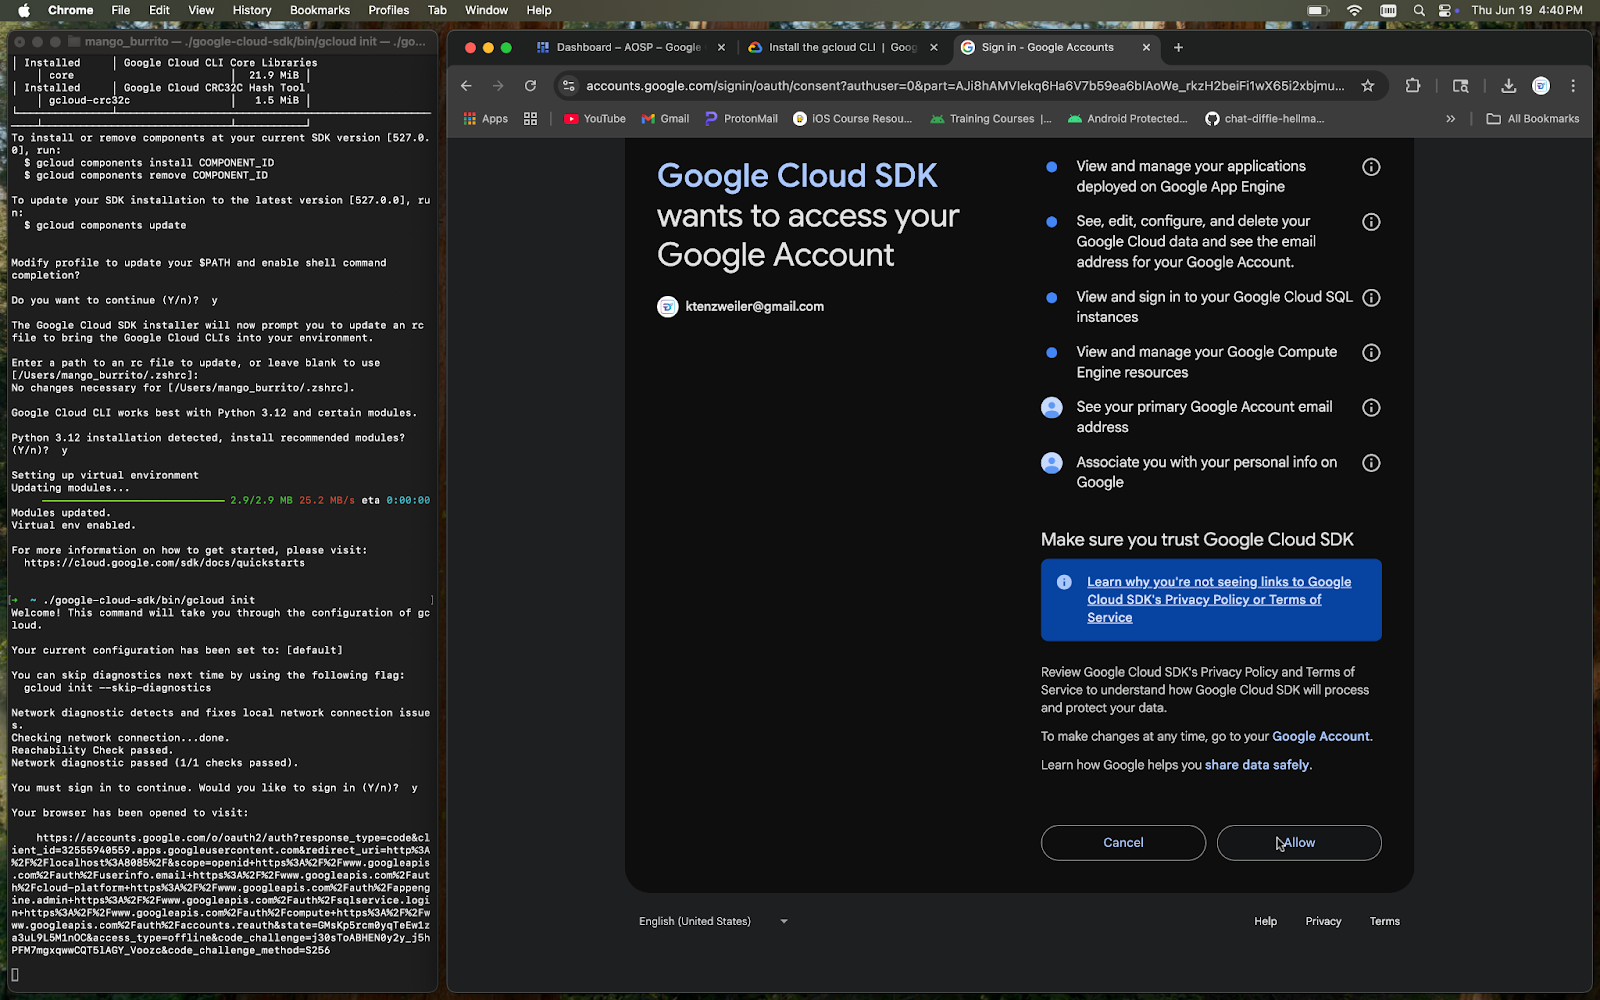 Chrome File Edit View History Bookmarks Profiles Tab Window Help Thu Jun 19 4:40 PM
mango_burrito — ./google-cloud-sdk/bin/gcloud init — ./go...
| Installed | Google Cloud CLI Core Libraries
| core | 21.9 MiB |
| Installed | Google Cloud CRC32C Hash Tool
| gcloud-crc32c | 1.5 MiB |
To install or remove components at your current SDK version [527.0.
0], run:
$ gcloud components install COMPONENT_ID
$ gcloud components remove COMPONENT_ID
To update your SDK installation to the latest version [527.0.0], ru
n:
$ gcloud components update
Modify profile to update your $PATH and enable shell command
completion?
Do you want to continue (Y/n)? y
The Google Cloud SDK installer will now prompt you to update an rc
file to bring the Google Cloud CLIs into your environment.
Enter a path to an rc file to update, or leave blank to use
[/Users/mango_burrito/.zshrc]:
No changes necessary for [/Users/mango_burrito/.zshrc].
Google Cloud CLI works best with Python 3.12 and certain modules.
Python 3.12 installation detected, install recommended modules?
(Y/n)? y
Setting up virtual environment
Updating modules...
2.9/2.9 MB 25.2 MB/s eta 0:00:00
Modules updated.
Virtual env enabled.
For more information on how to get started, please visit:
https://cloud.google.com/sdk/docs/quickstarts
[→ ~ ./google-cloud-sdk/bin/gcloud init ]
Welcome! This command will take you through the configuration of gc
loud.
Your current configuration has been set to: [default]
You can skip diagnostics next time by using the following flag:
gcloud init --skip-diagnostics
Network diagnostic detects and fixes local network connection issue
s.
Checking network connection...done.
Reachability Check passed.
Network diagnostic passed (1/1 checks passed).
You must sign in to continue. Would you like to sign in (Y/n)? y
Your browser has been opened to visit:
https://accounts.google.com/o/oauth2/auth?response_type=code&cl
ient_id=32555940559.apps.googleusercontent.com&redirect_uri=http%3A
%2F%2Flocalhost%3A8085%2F&scope=openid+https%3A%2F%2Fwww.googleapis
.com%2Fauth%2Fuserinfo.email+https%3A%2F%2Fwww.googleapis.com%2Faut
h%2Fcloud-platform+https%3A%2F%2Fwww.googleapis.com%2Fauth%2Fappeng
ine.admin+https%3A%2F%2Fwww.googleapis.com%2Fauth%2Fsqlservice.logi
n+https%3A%2F%2Fwww.googleapis.com%2Fauth%2Fcompute+https%3A%2F%2Fw
ww.googleapis.com%2Fauth%2Faccounts.reauth&state=GMsKp5rcm0yqTeEw1z
a3uL9L5M1nOC&access_type=offline&code_challenge=j30sToABHEN0y2y_j5h
PFM7mgxqwwCQT5lAGY_Voozc&code_challenge_method=S256
Dashboard – AOSP – Google
Install the gcloud CLI | Goog
Sign in - Google Accounts
accounts.google.com/signin/oauth/consent?authuser=0&part=AJi8hAMVIekq6Ha6V7b59ea6blAoWe_rkzH2beiFi1wX65i2xbjmu...
Apps YouTube Gmail ProtonMail iOS Course Resou... Training Courses |... Android Protected... chat-diffie-hellma... » All Bookmarks
Google Cloud SDK
wants to access your
Google Account
ktenzweiler@gmail.com
View and manage your applications
deployed on Google App Engine
See, edit, configure, and delete your
Google Cloud data and see the email
address for your Google Account.
View and sign in to your Google Cloud SQL
instances
View and manage your Google Compute
Engine resources
See your primary Google Account email
address
Associate you with your personal info on
Google
Make sure you trust Google Cloud SDK
Learn why you're not seeing links to Google
Cloud SDK's Privacy Policy or Terms of
Service
Review Google Cloud SDK's Privacy Policy and Terms of
Service to understand how Google Cloud SDK will process
and protect your data.
To make changes at any time, go to your Google Account.
Learn how Google helps you share data safely.
Cancel
Allow
English (United States)
Help Privacy Terms